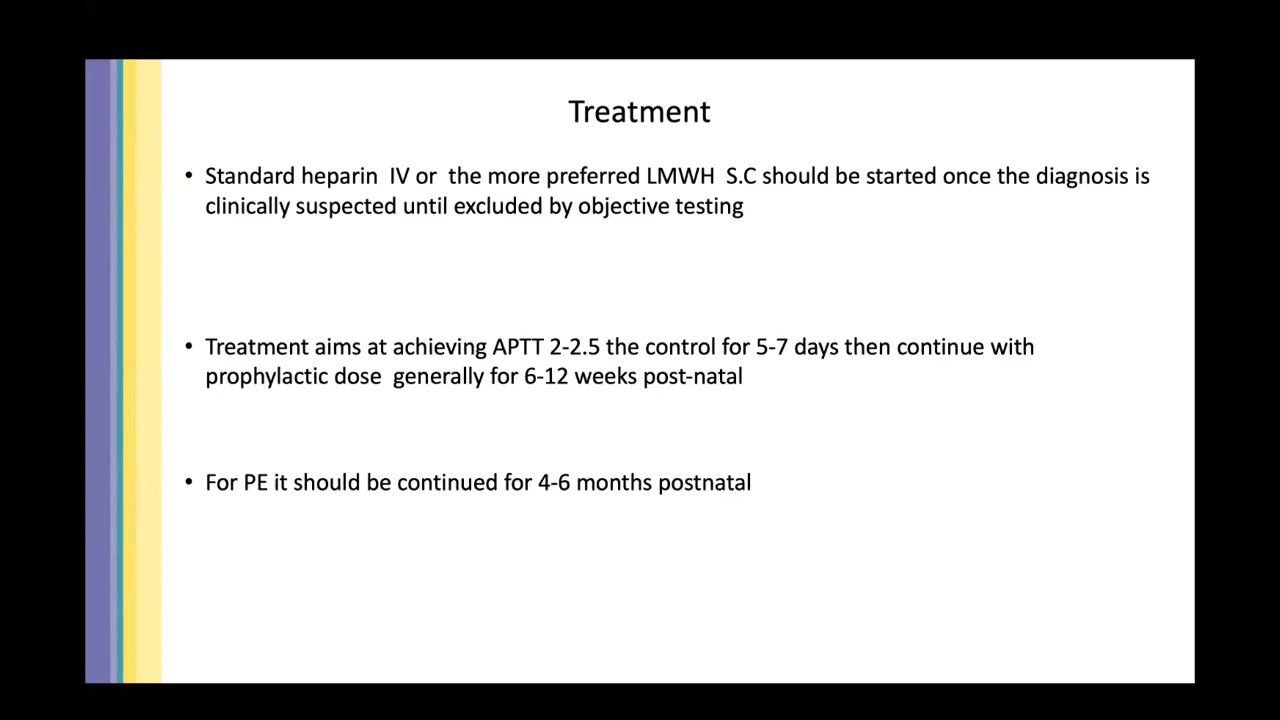 Treatment
• Standard heparin IV or the more preferred LMWH S.C should be started once the diagnosis is
clinically suspected until excluded by objective testing
• Treatment aims at achieving APTT 2-2.5 the control for 5-7 days then continue with
prophylactic dose generally for 6-12 weeks post-natal
• For PE it should be continued for 4-6 months postnatal